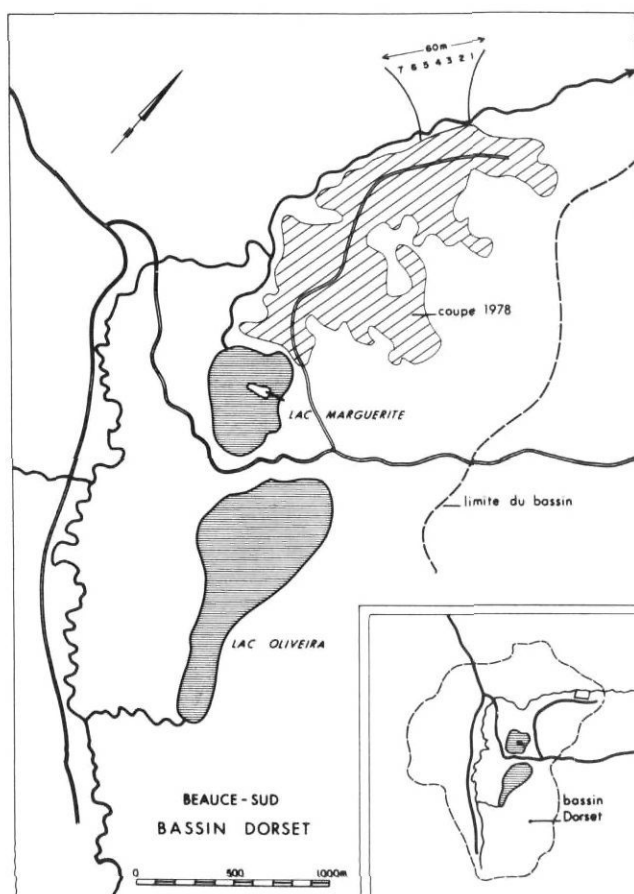 60m
7 6 5 4 3 2 1
coupe 1978
LAC MARGUERITE
limite du bassin
LAC OLIVEIRA
BEAUCE-SUD
BASSIN DORSET
0 500 1000m
bassin
Dorset